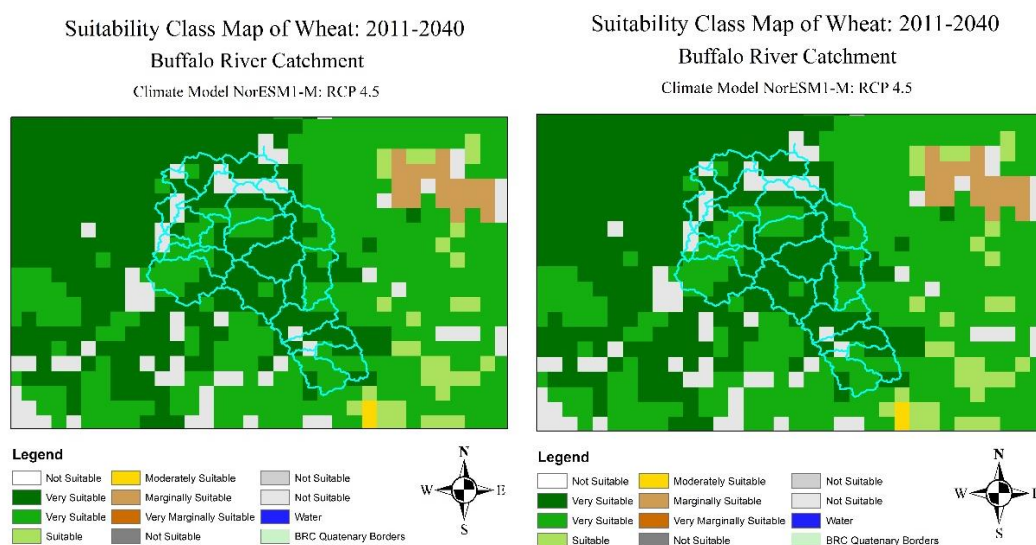 Suitability Class Map of Wheat: 2011-2040
Buffalo River Catchment
Climate Model NorESM1-M: RCP 4.5
Legend
Not Suitable
Very Suitable
Very Suitable
Suitable
Moderately Suitable
Marginally Suitable
Very Marginally Suitable
Not Suitable
Not Suitable
Not Suitable
Water
BRC Quatenary Borders
N
W E
S
Suitability Class Map of Wheat: 2011-2040
Buffalo River Catchment
Climate Model NorESM1-M: RCP 4.5
Legend
Not Suitable
Very Suitable
Very Suitable
Suitable
Moderately Suitable
Marginally Suitable
Very Marginally Suitable
Not Suitable
Not Suitable
Not Suitable
Water
BRC Quatenary Borders
N
W
S